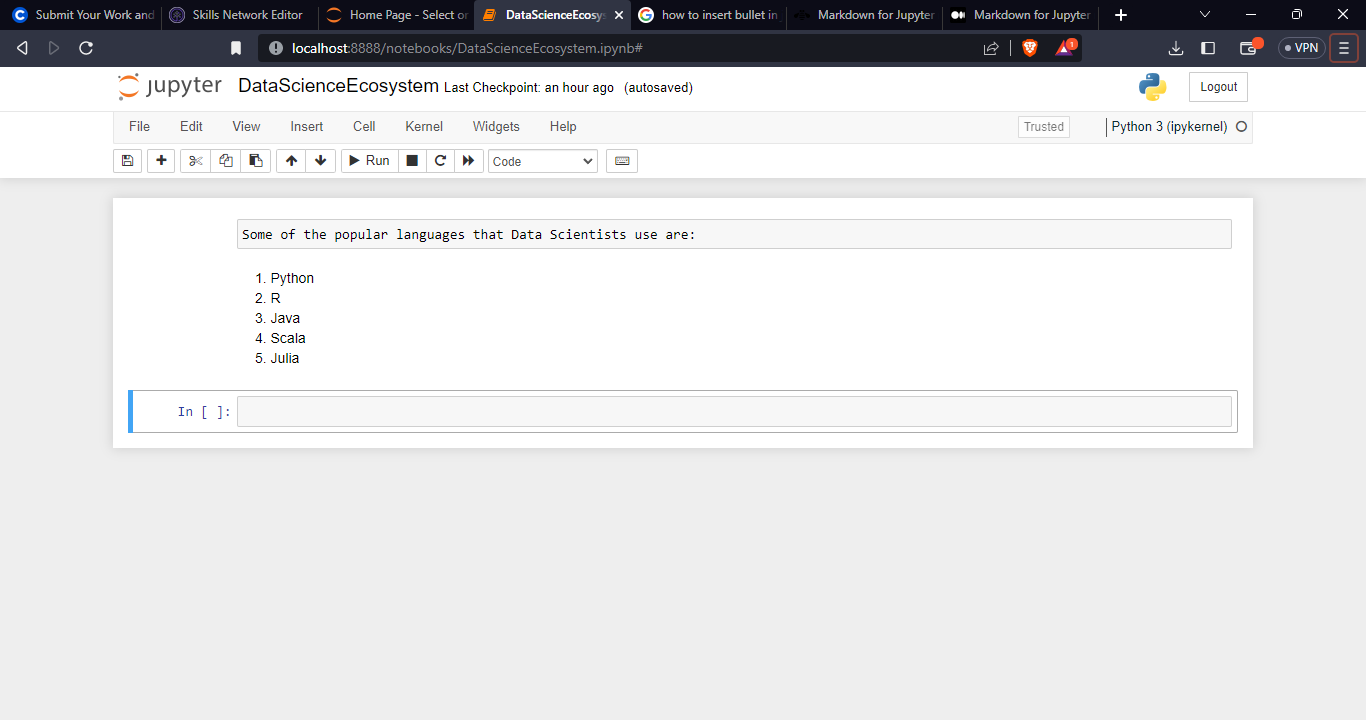 Submit Your Work and
Skills Network Editor
Home Page - Select or
DataScienceEcosys
how to insert bullet in
Markdown for Jupyter
Markdown for Jupyter
localhost:8888/notebooks/DataScienceEcosystem.ipynb#
1
VPN
jupyter
DataScienceEcosystem Last Checkpoint: an hour ago (autosaved)
Logout
File Edit View Insert Cell Kernel Widgets Help
Trusted
Python 3 (ipykernel)
Run
Code
Some of the popular languages that Data Scientists use are:
1. Python
2. R
3. Java
4. Scala
5. Julia
In [ ]: